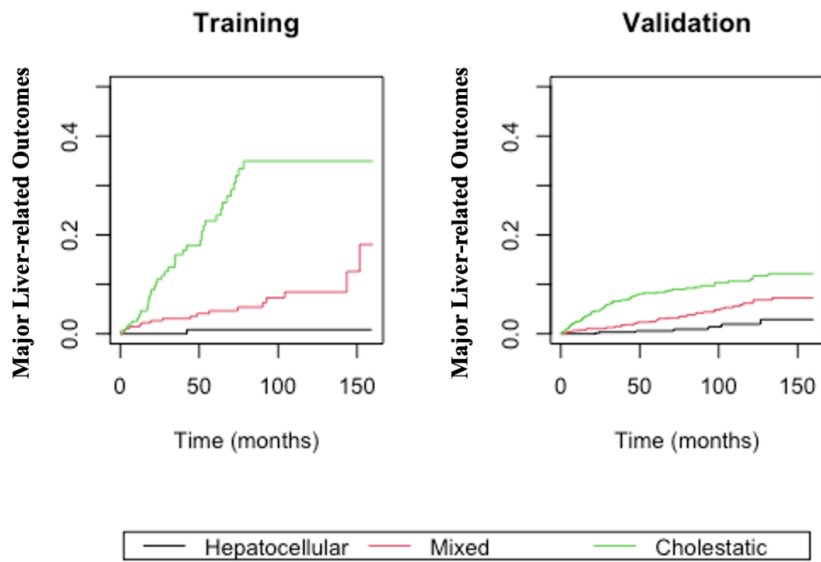 Training
Major Liver-related Outcomes
0.4
0.2
0.0
0 50 100 150
Time (months)
Validation
Major Liver-related Outcomes
0.4
0.2
0.0
0 50 100 150
Time (months)
Hepatocellular Mixed Cholestatic